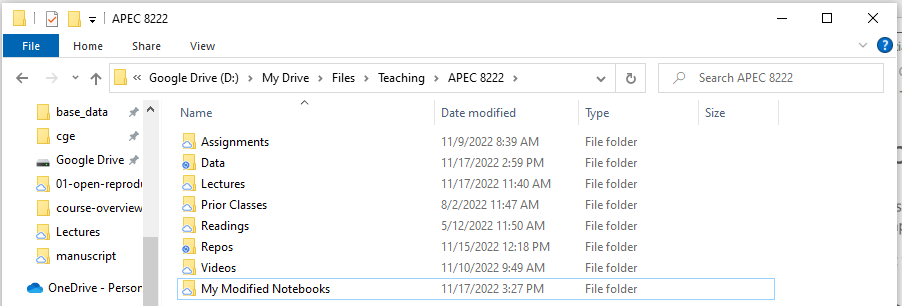 APEC 8222
File Home Share View
« Google Drive (D:) > My Drive > Files > Teaching > APEC 8222 > Search APEC 8222
Name Date modified Type Size
base_data
cge
Google Drive
01-open-reprodu
course-overview
Lectures
manuscript
OneDrive - Person
Assignments 11/9/2022 8:39 AM File folder
Data 11/17/2022 2:59 PM File folder
Lectures 11/17/2022 11:40 AM File folder
Prior Classes 8/2/2022 11:47 AM File folder
Readings 5/12/2022 11:50 AM File folder
Repos 11/15/2022 12:18 PM File folder
Videos 11/10/2022 9:49 AM File folder
My Modified Notebooks 11/17/2022 3:27 PM File folder